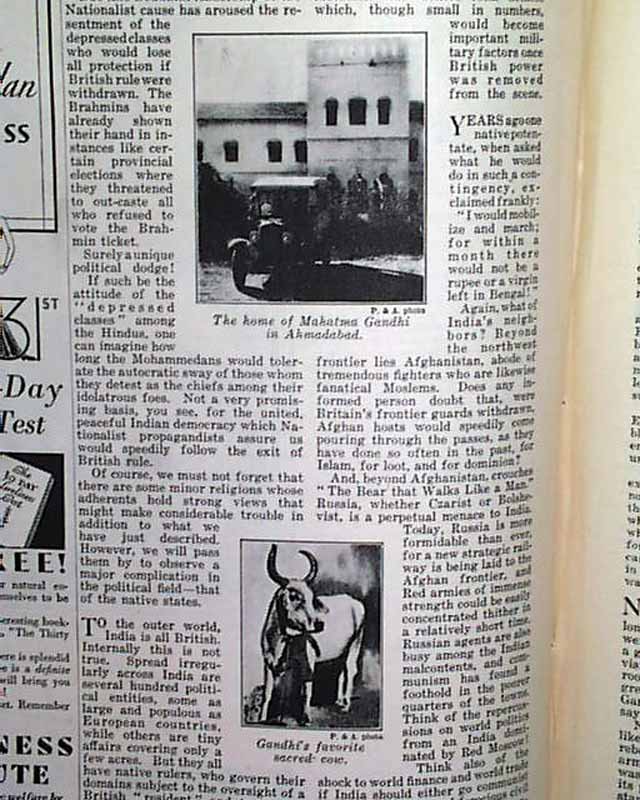 Nationalist cause has aroused the re-
sentment of the
depressed classes
who would lose
all protection if
British rule were
withdrawn. The
Brahmins have
already shown
their hand in in-
stances like cer-
tain provincial
elections where
they threatened
to out-caste all
who refused to
vote the Brah-
min ticket.
Surely a unique
political dodge!
If such be the
attitude of the
"depressed
classes" among
the Hindus, one
can imagine how
long the Mohammedans would toler-
ate the autocratic sway of those whom
they detest as the chiefs among their
idolatrous foes. Not a very promis-
ing basis, you see, for the united,
peaceful Indian democracy which Na-
tionalist propagandists assure us
would speedily follow the exit of
British rule.
Of course, we must not forget that
there are some minor religions whose
adherents hold strong views that
might make considerable trouble in
addition to what we
have just described.
However, we will pass
them by to observe a
major complication in
the political field—that
of the native states.
TO the outer world,
India is all British.
Internally this is not
true. Spread irregu-
larly across India are
several hundred politi-
cal entities, some as
large and populous as
European countries,
while others are tiny
affairs covering only a
few acres. But they all
have native rulers, who govern their
domains subject to the oversight of a
British "resident"
P. & A. photo
The home of Mahatma Gandhi
in Ahmadabad.
P. & A. photo
Gandhi's favorite
sacred cow.
which, though small in numbers,
would become
important mili-
tary factors once
British power
was removed
from the scene.
YEARS ago one
native poten-
tate, when asked
what he would
do in such a con-
tingency, ex-
claimed frankly:
"I would mobil-
ize and march;
for within a
month there
would not be a
rupee or a virgin
left in Bengal!"
Again, what of
India's neigh-
bors? Beyond
the northwest
frontier lies Afghanistan, abode of
tremendous fighters who are likewise
fanatical Moslems. Does any in-
formed person doubt that, were
Britain's frontier guards withdrawn,
Afghan hosts would speedily come
pouring through the passes, as they
have done so often in the past, for
Islam, for loot, and for dominion?
And, beyond Afghanistan, crouches
"The Bear that Walks Like a Man."
Russia, whether Czarist or Bolshe-
vist, is a perpetual menace to India.
Today, Russia is more
formidable than ever,
for a new strategic rail-
way is being laid to the
Afghan frontier, and
Red armies of immense
strength could be easily
concentrated thither in
a relatively short time.
Russian agents are also
busy among the Indian
malcontents, and com-
munism has found a
foothold in the poorer
quarters of the towns.
Think of the repercus-
sions on world politics
from an India domi-
nated by Red Moscow!
Think also of the
shock to world finance and world trade
if India should either go communist
SS
ST
-Day
Test
EE!
"The Thirty
ere is splendid
e is a definite
will bring you
Remember
NESS
UTE